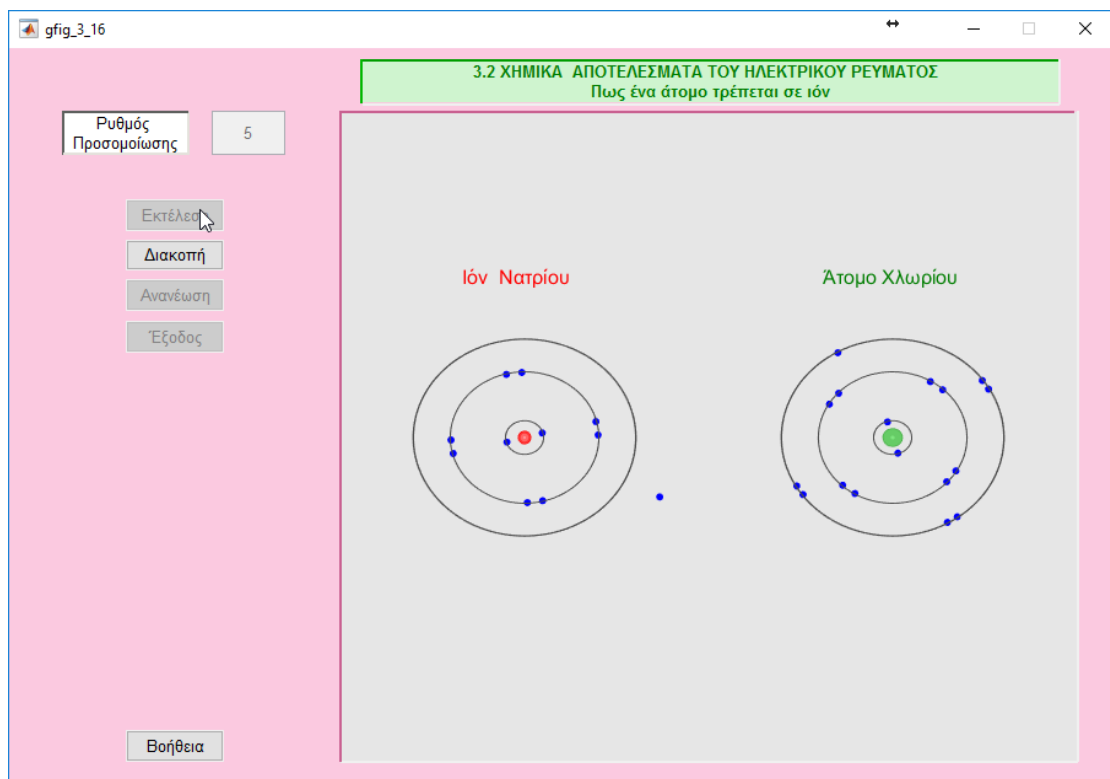 gfig_3_16
3.2 ΧΗΜΙΚΑ ΑΠΟΤΕΛΕΣΜΑΤΑ ΤΟΥ ΗΛΕΚΤΡΙΚΟΥ ΡΕΥΜΑΤΟΣ
Πως ένα άτομο τρέπεται σε ιόν
Ρυθμός
Προσομοίωσης
5
Διακοπή
Ανανέωση
Έξοδος
Ιόν Νατρίου
Άτομο Χλωρίου
Βοήθεια